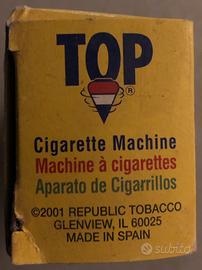 TOP
®
Cigarette Machine
Machine à cigarettes
Aparato de Cigarrillos
©2001 REPUBLIC TOBACCO
GLENVIEW, IL 60025
MADE IN SPAIN
subito